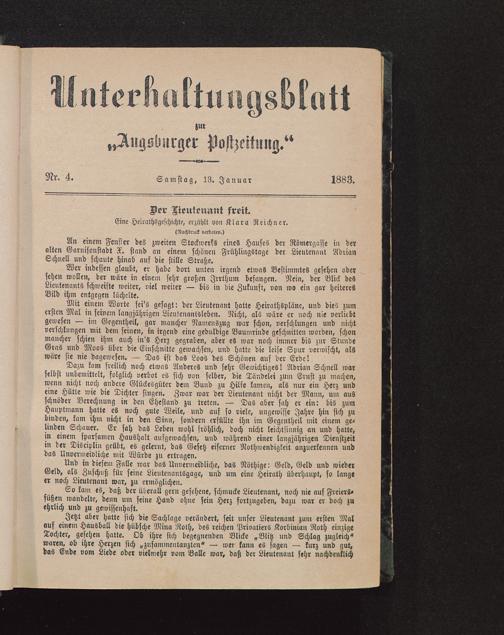 Unterhaltungsblatt
zur
„Augsburger Postzeitung.“
Nr. 4.
Samstag, 13. Januar
1883.
Der Lieutenant freit.
Eine Heirathsgeschichte, erzählt von Klara Reichner.
(Nachdruck verboten.)
An einem Fenster des zweiten Stockwerks eines Hauses der Römergasse in der
alten Garnisonstadt X. stand an einem schönen Frühlingstage der Lieutenant Adrian
Schnell und schaute hinab auf die stille Straße.
Wer indessen glaubt, er habe dort unten irgend etwas Bestimmtes gesehen oder
sehen wollen, der wäre in einem sehr großen Irrthum befangen. Nein, der Blick des
Lieutenants schweifte weiter, viel weiter — bis in die Zukunft, von wo ein gar heiteres
Bild ihm entgegen lächelte.
Mit einem Worte sei's gesagt: der Lieutenant hatte Heirathspläne, und dies zum
ersten Mal in seinem langjährigen Lieutenantsleben. Nicht, als wäre er noch nie verliebt
gewesen — im Gegentheil, gar mancher Namenszug war schon, verschlungen und nicht
verschlungen mit dem seinen, in irgend eine geduldige Baumrinde geschnitten worden, schon
mancher schien ihm auch in's Herz gegraben, aber es war noch immer bis zur Stunde
Gras und Moos über die Einschnitte gewachsen, und hatte die leise Spur verwischt, als
wäre sie nie dagewesen. — Das ist das Loos des Schönen auf der Erde!
Dazu kam freilich noch etwas Anderes und sehr Gewichtiges! Adrian Schnell war
selbst unbemittelt, folglich verbot es sich von selber, die Tändelei zum Ernst zu machen,
wenn nicht noch andere Glücksgüter dem Bund zu Hilfe kamen, als nur ein Herz und
eine Hütte wie die Dichter singen. Zwar war der Lieutenant nicht der Mann, um aus
schnöder Berechnung in den Ehestand zu treten, — Das aber sah er ein: bis zum
Hauptmann hatte es noch gute Weile, und auf so viele, ungewisse Jahre hin sich zu
binden, kam ihm nicht in den Sinn, sondern erfüllte ihn im Gegentheil mit einem ge-
linden Schauer. Er sah das Leben wohl fröhlich, doch nicht leichtsinnig an und hatte,
in einem sparsamen Haushalt aufgewachsen, und während einer langjährigen Dienstzeit
in der Disciplin geübt, es gelernt, das Gesetz eiserner Nothwendigkeit anzuerkennen und
das Unvermeidliche mit Würde zu ertragen.
Und in diesem Falle war das Unvermeidliche, das Nöthige: Geld, Geld und wieder
Geld, als Zuschuß für seine Lieutenantsgage, und um eine Heirath überhaupt, so lange
er noch Lieutenant war, zu ermöglichen.
So kam es, daß der überall gern gesehene, schmucke Lieutenant, noch nie auf Freiers-
füßen wandelte, denn um seine Hand ohne sein Herz fortzugeben, dazu war er doch zu
ehrlich und zu gewissenhaft.
Jetzt aber hatte sich die Sachlage verändert, seit unser Lieutenant zum ersten Mal
auf einem Hausball die hübsche Mina Roth, des reichen Privatiers Korbinian Roth einzige
Tochter, gesehen hatte. Ob ihre sich begegnenden Blicke „Blitz und Schlag zugleich“
waren, ob ihre Herzen sich „zusammentanzten“ — wer kann es sagen — kurz und gut,
das Ende vom Liede oder vielmehr vom Balle war, daß der Lieutenant sehr nachdenklich